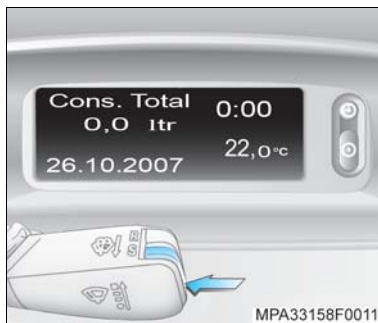 Cons. Total 0:00
0,0 ltr
22,0°C
26.10.2007
R
S
MPA33158F0011